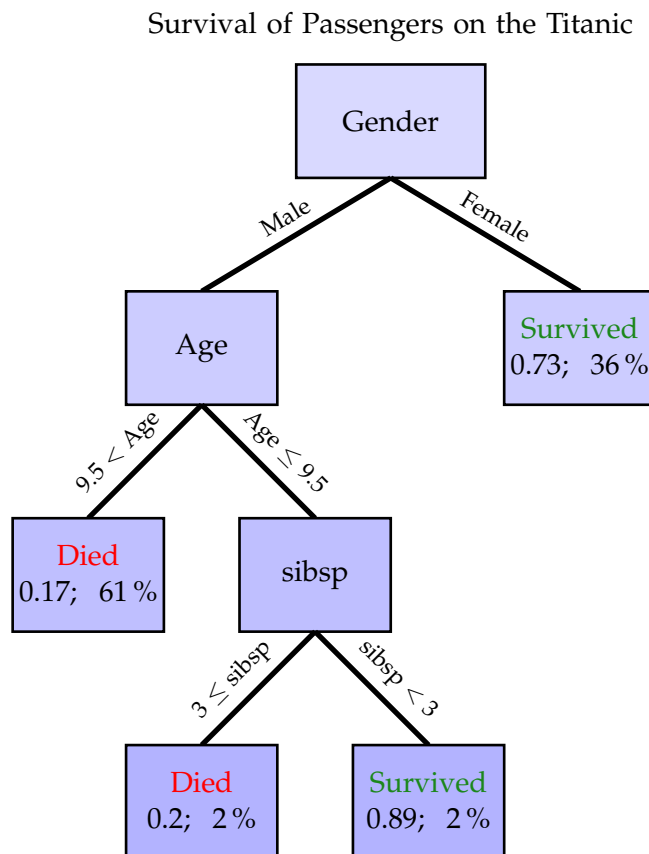 Survival of Passengers on the Titanic
Gender
Male
Female
Age
Survived
0.73; 36 %
9.5 < Age
Age ≤ 9.5
Died
0.17; 61 %
sibsp
3 ≤ sibsp
sibsp < 3
Died
0.2; 2 %
Survived
0.89; 2 %